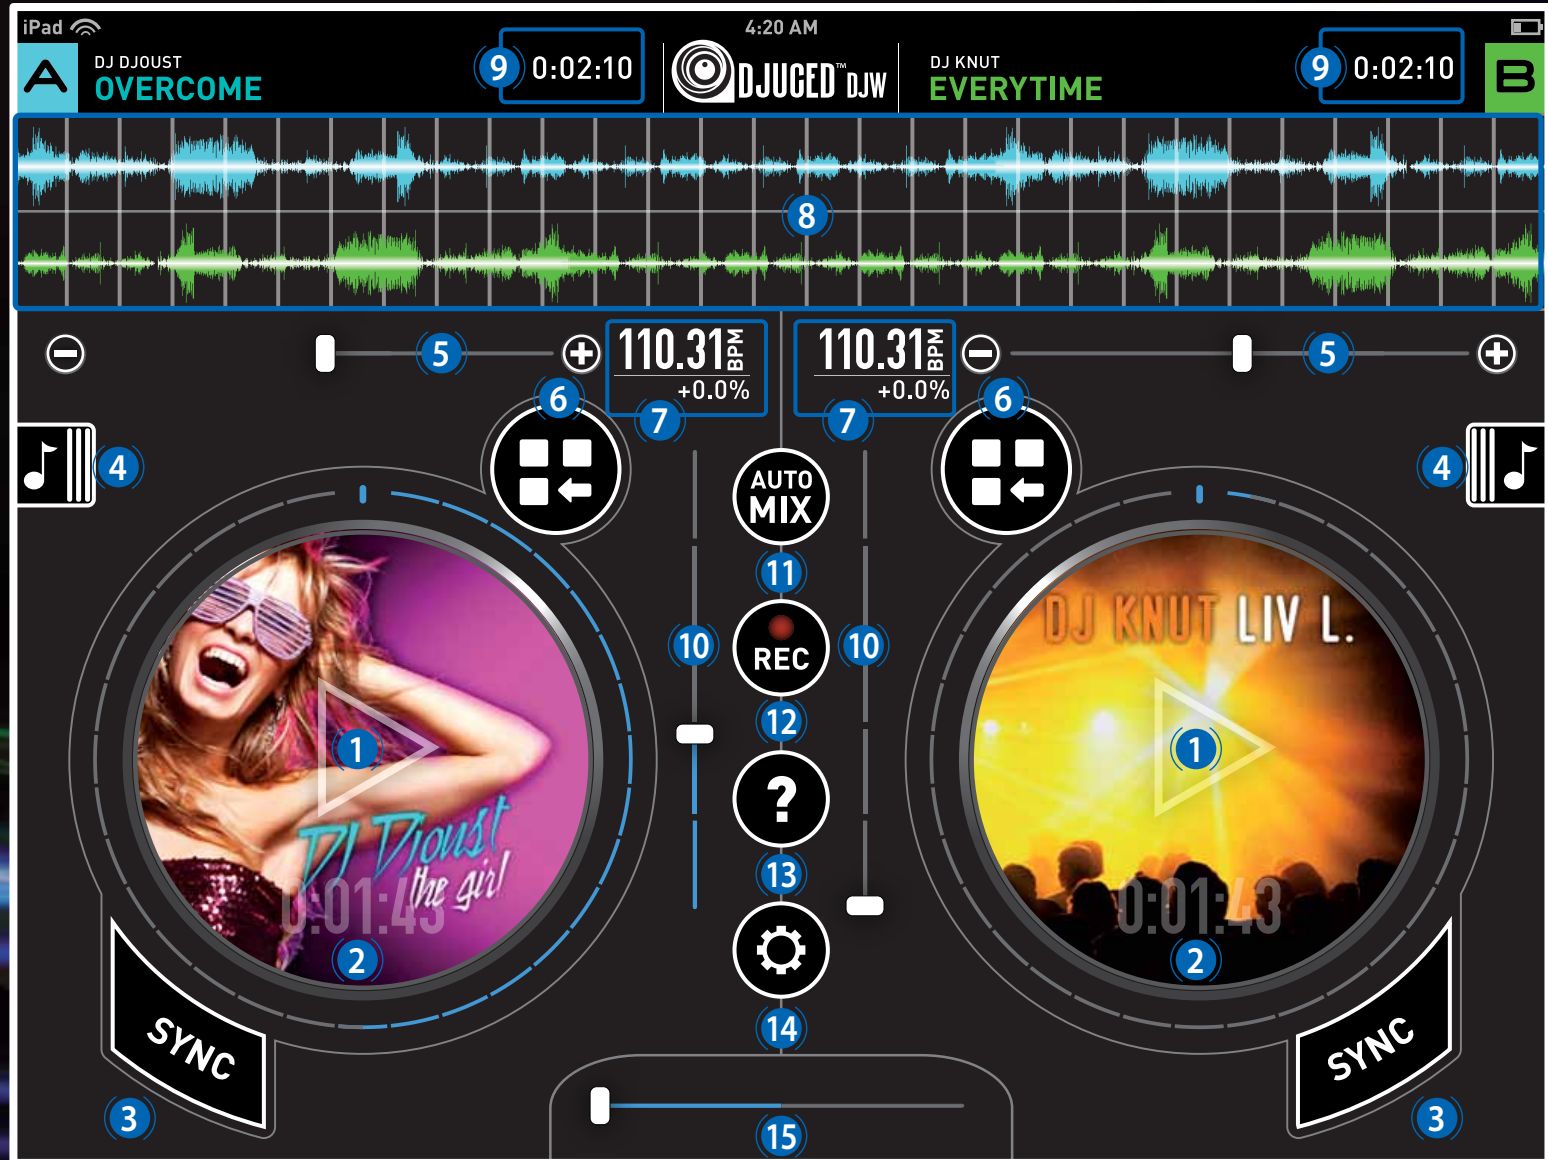 iPad 4:20 AM
A DJ DJOUST 9 0:02:10 DJUCED™ DJW DJ KNUT 9 0:02:10 B
OVERCOME EVERYTIME
8
5 110.31 BPM 110.31 BPM 5
+0.0% +0.0%
6 7 7 6
4 AUTO MIX 4
11
10 REC 10
DJ KNUT LIV L.
12
1 ? 1
DJ Djoust
the girl
13
0:01:43 0:01:43
2 2
14
SYNC SYNC
3 15 3